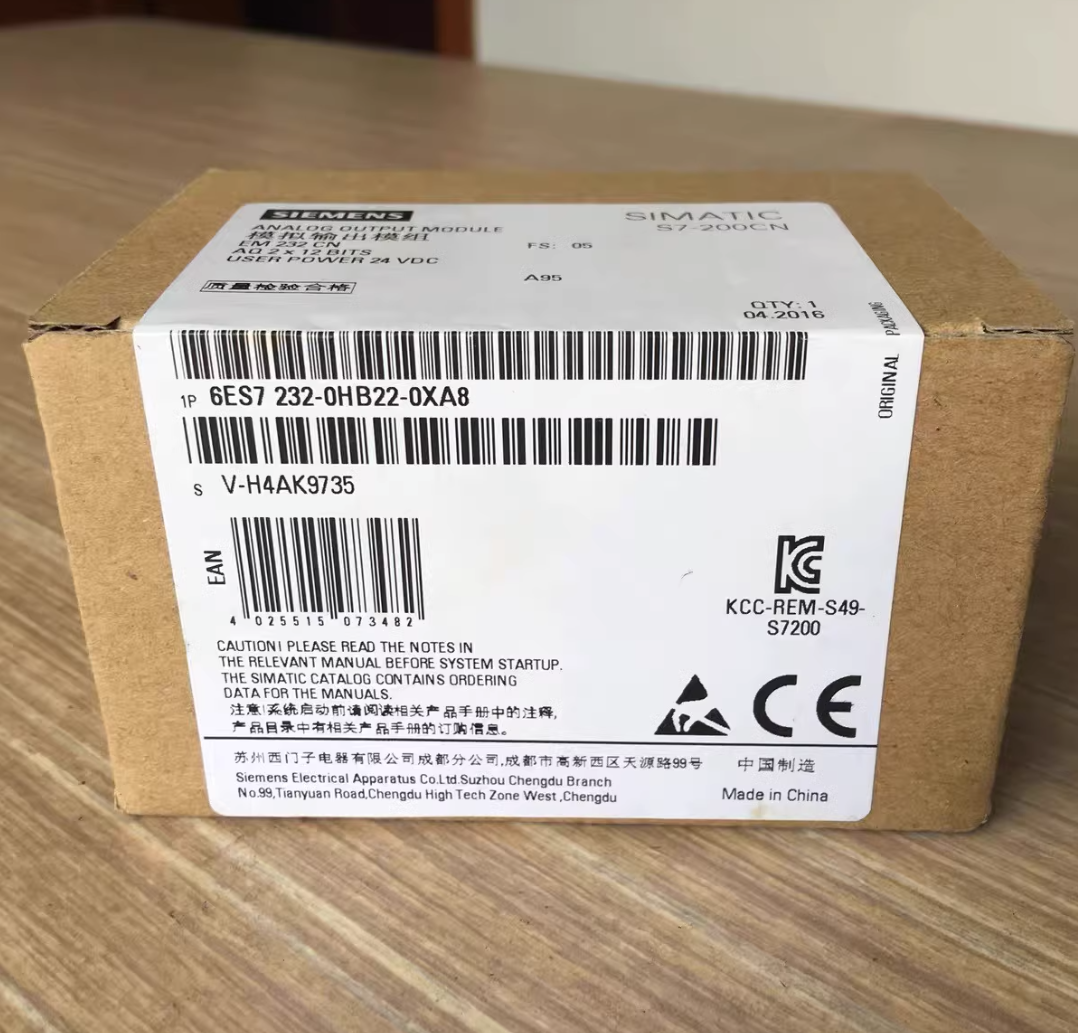 SIEMENS
ANALOG OUTPUT MODULE
模拟输出模组
EM 232 CN
AQ 2 x 12 BITS
USER POWER 24 VDC
质量检验合格
FS: 05
A95
SIMATIC
S7-200CN
QTY: 1
04.2016
ORIGINAL PACKAGING
1P 6ES7 232-0HB22-0XA8
S V-H4AK9735
EAN
4 025515 073482
KC
KCC-REM-S49-
S7200
CAUTION! PLEASE READ THE NOTES IN
THE RELEVANT MANUAL BEFORE SYSTEM STARTUP.
THE SIMATIC CATALOG CONTAINS ORDERING
DATA FOR THE MANUALS.
注意!系统启动前请阅读相关产品手册中的注释,
产品目录中有相关产品手册的订购信息。
CE
苏州西门子电器有限公司成都分公司,成都市高新西区天源路99号
中国制造
Siemens Electrical Apparatus Co.Ltd.Suzhou Chengdu Branch
No.99,Tianyuan Road,Chengdu High Tech Zone West ,Chengdu
Made in China